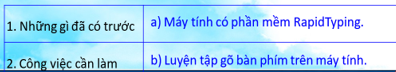 1. Những gì đã có trước
a) Máy tính có phần mềm RapidTyping.
2. Công việc cần làm
b) Luyện tập gõ bàn phím trên máy tính.